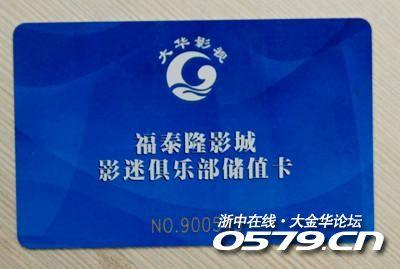 大华影视
福泰隆影城
影迷俱乐部储值卡
NO.9005
浙中在线·大金华论坛
0579.cn